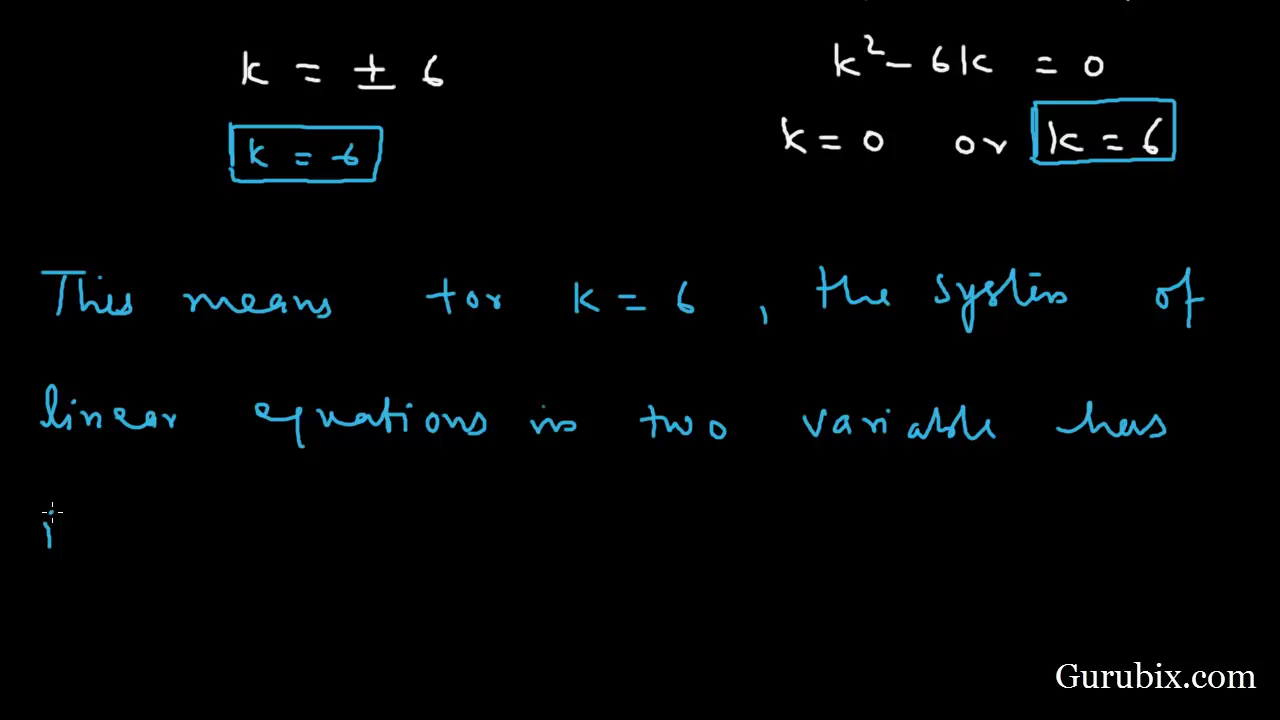 k = ± 6
k² - 6k = 0
k = 6
k = 0 or k = 6
This means for k = 6 , the system of
linear equations in two variable has
i
Gurubix.com